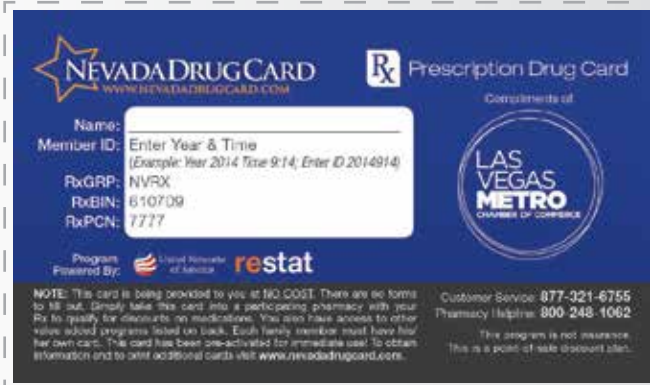 NEVADADRUGCARD
WWW.NEVADADRUGCARD.COM
Rx Prescription Drug Card
Compliments of
LAS
VEGAS
METRO
CHAMBER OF COMMERCE
Name:
Member ID: Enter Year & Time
(Example: Year 2014 Time 9:14; Enter ID 2014914)
RxGRP: NVRX
RxBIN: 610709
RxPCN: 7777
Program
Powered By:
United Networks
of America
restat
NOTE: This card is being provided to you at NO COST. There are no forms
to fill out. Simply take this card into a participating pharmacy with your
Rx to qualify for discounts on medications. You also have access to other
value added programs listed on back. Each family member must have his/
her own card. This card has been pre-activated for immediate use! To obtain
information and to print additional cards visit www.nevadadrugcard.com.
Customer Service: 877-321-6755
Pharmacy Helpline: 800-248-1062
This program is not insurance.
This is a point-of-sale discount plan.